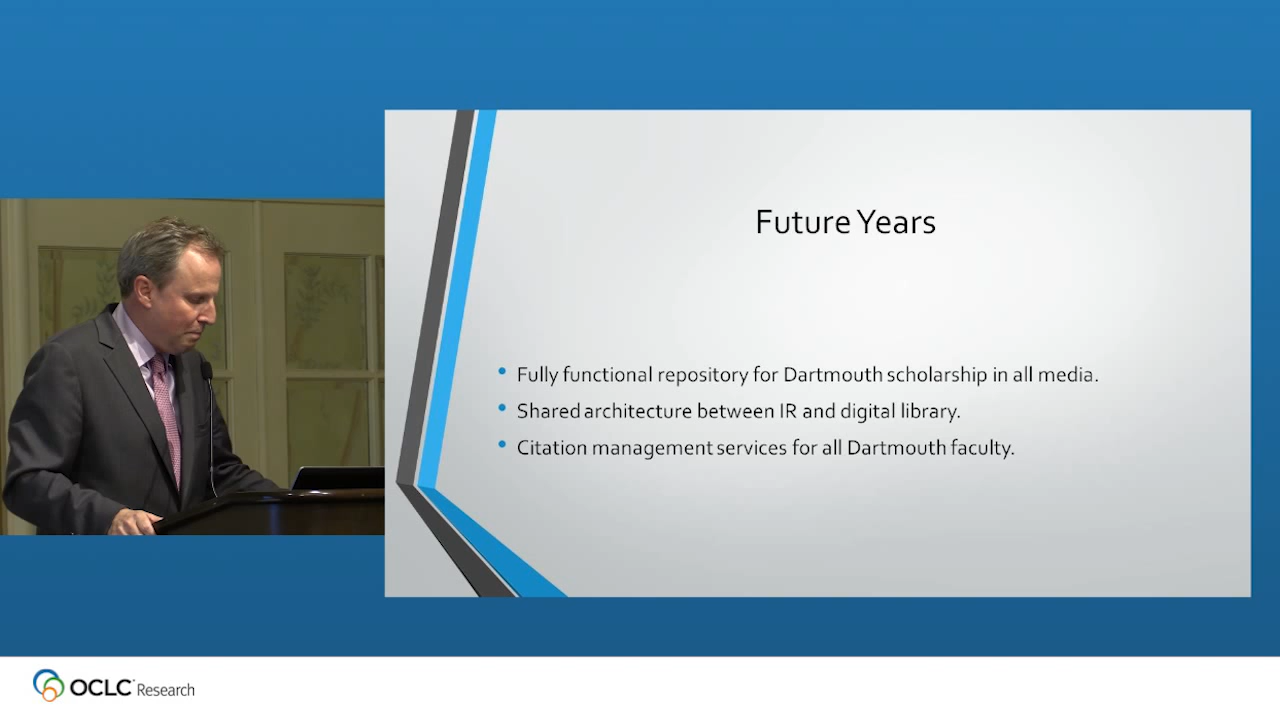 Future Years
Fully functional repository for Dartmouth scholarship in all media.
Shared architecture between IR and digital library.
Citation management services for all Dartmouth faculty.
OCLC Research